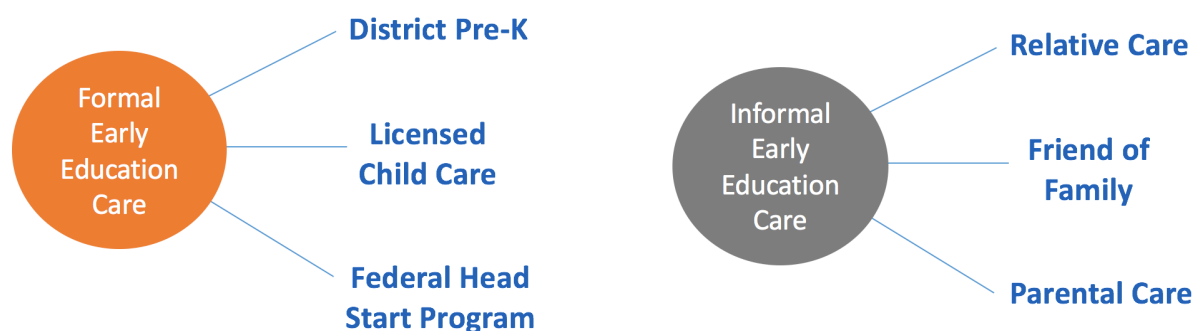 Formal
Early
Education
Care
District Pre-K
Licensed
Child Care
Federal Head
Start Program
Informal
Early
Education
Care
Relative Care
Friend of
Family
Parental Care